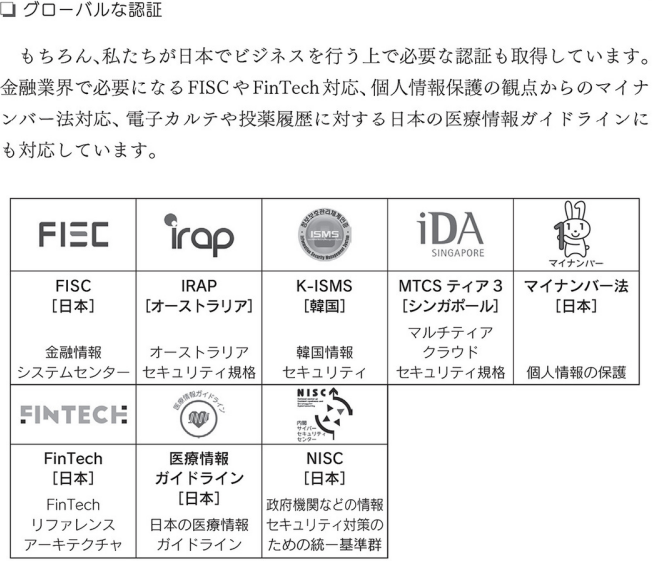 グローバルな認証
もちろん、私たちが日本でビジネスを行う上で必要な認証も取得しています。
金融業界で必要になるFISCやFinTech対応、個人情報保護の観点からのマイナ
ンバー法対応、電子カルテや投薬履歴に対する日本の医療情報ガイドラインに
も対応しています。
FISC
irap
ISMS
iDA
SINGAPORE
マイナンバー
FISC
[日本]
金融情報
システムセンター
IRAP
[オーストラリア]
オーストラリア
セキュリティ規格
K-ISMS
[韓国]
韓国情報
セキュリティ
MTCS ティア 3
[シンガポール]
マルチティア
クラウド
セキュリティ規格
マイナンバー法
[日本]
個人情報の保護
FINTECH
医療情報ガイドライン
NISC
内閣
サイバー
セキュリティ
センター
FinTech
[日本]
FinTech
リファレンス
アーキテクチャ
医療情報
ガイドライン
[日本]
日本の医療情報
ガイドライン
NISC
[日本]
政府機関などの情報
セキュリティ対策の
ための統一基準群